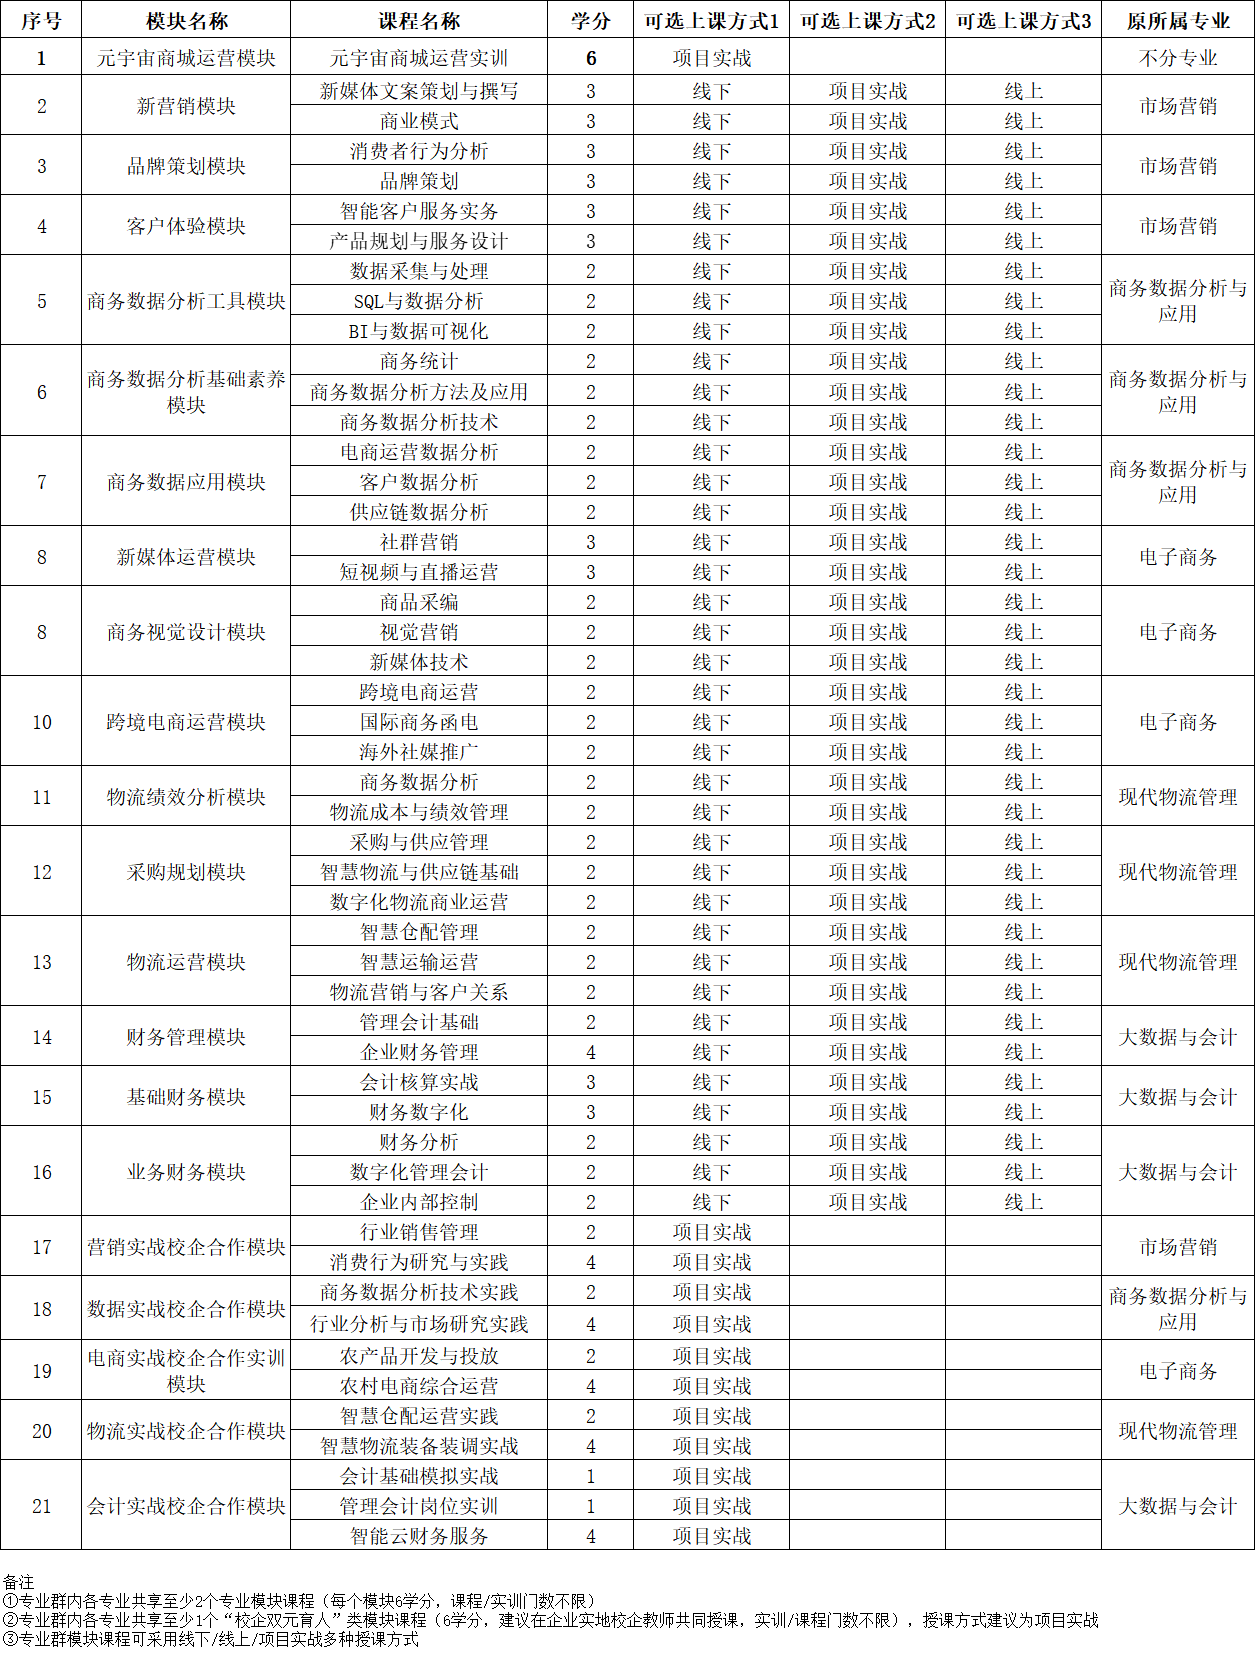 序号 模块名称 课程名称 学分 可选上课方式1 可选上课方式2 可选上课方式3 原所属专业
1 元宇宙商城运营模块 元宇宙商城运营实训 6 项目实战 不分专业
2 新营销模块 新媒体文案策划与撰写 3 线下 项目实战 线上 市场营销
商业模式 3 线下 项目实战 线上
3 品牌策划模块 消费者行为分析 3 线下 项目实战 线上 市场营销
品牌策划 3 线下 项目实战 线上
4 客户体验模块 智能客户服务实务 3 线下 项目实战 线上 市场营销
产品规划与服务设计 3 线下 项目实战 线上
5 商务数据分析工具模块 数据采集与处理 2 线下 项目实战 线上 商务数据分析与应用
SQL与数据分析 2 线下 项目实战 线上
BI与数据可视化 2 线下 项目实战 线上
6 商务数据分析基础素养模块 商务统计 2 线下 项目实战 线上 商务数据分析与应用
商务数据分析方法及应用 2 线下 项目实战 线上
商务数据分析技术 2 线下 项目实战 线上
7 商务数据应用模块 电商运营数据分析 2 线下 项目实战 线上 商务数据分析与应用
客户数据分析 2 线下 项目实战 线上
供应链数据分析 2 线下 项目实战 线上
8 新媒体运营模块 社群营销 3 线下 项目实战 线上 电子商务
短视频与直播运营 3 线下 项目实战 线上
8 商务视觉设计模块 商品采编 2 线下 项目实战 线上 电子商务
视觉营销 2 线下 项目实战 线上
新媒体技术 2 线下 项目实战 线上
10 跨境电商运营模块 跨境电商运营 2 线下 项目实战 线上 电子商务
国际商务函电 2 线下 项目实战 线上
海外社媒推广 2 线下 项目实战 线上
11 物流绩效分析模块 商务数据分析 2 线下 项目实战 线上 现代物流管理
物流成本与绩效管理 2 线下 项目实战 线上
12 采购规划模块 采购与供应管理 2 线下 项目实战 线上 现代物流管理
智慧物流与供应链基础 2 线下 项目实战 线上
数字化物流商业运营 2 线下 项目实战 线上
13 物流运营模块 智慧仓配管理 2 线下 项目实战 线上 现代物流管理
智慧运输运营 2 线下 项目实战 线上
物流营销与客户关系 2 线下 项目实战 线上
14 财务管理模块 管理会计基础 2 线下 项目实战 线上 大数据与会计
企业财务管理 4 线下 项目实战 线上
15 基础财务模块 会计核算实战 3 线下 项目实战 线上 大数据与会计
财务数字化 3 线下 项目实战 线上
16 业务财务模块 财务分析 2 线下 项目实战 线上 大数据与会计
数字化管理会计 2 线下 项目实战 线上
企业内部控制 2 线下 项目实战 线上
17 营销实战校企合作模块 行业销售管理 2 项目实战 市场营销
消费行为研究与实践 4 项目实战
18 数据实战校企合作模块 商务数据分析技术实践 2 项目实战 商务数据分析与应用
行业分析与市场研究实践 4 项目实战
19 电商实战校企合作实训模块 农产品开发与投放 2 项目实战 电子商务
农村电商综合运营 4 项目实战
20 物流实战校企合作模块 智慧仓配运营实践 2 项目实战 现代物流管理
智慧物流装备装调实战 4 项目实战
21 会计实战校企合作模块 会计基础模拟实战 1 项目实战 大数据与会计
管理会计岗位实训 1 项目实战
智能云财务服务 4 项目实战
备注
①专业群内各专业共享至少2个专业模块课程（每个模块6学分，课程/实训门数不限）
②专业群内各专业共享至少1个“校企双元育人”类模块课程（6学分，建议在企业实地校企教师共同授课，实训/课程门数不限），授课方式建议为项目实战
③专业群模块课程可采用线下/线上/项目实战多种授课方式